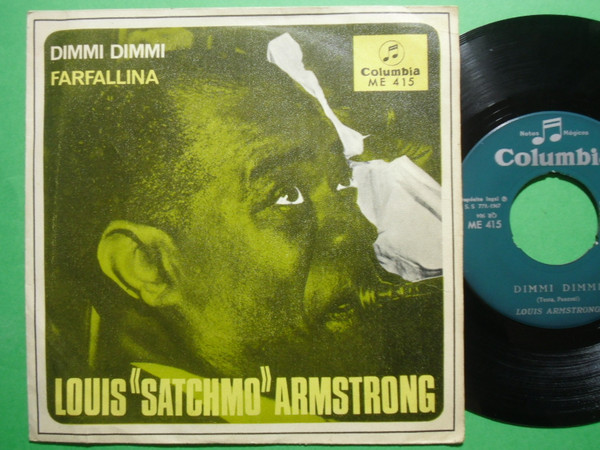 DIMMI DIMMI
FARFALLINA
Columbia
ME 415
LOUIS "SATCHMO" ARMSTRONG
Notas Mágicas
Columbia
ME 415
DIMMI DIMMI
LOUIS ARMSTRONG